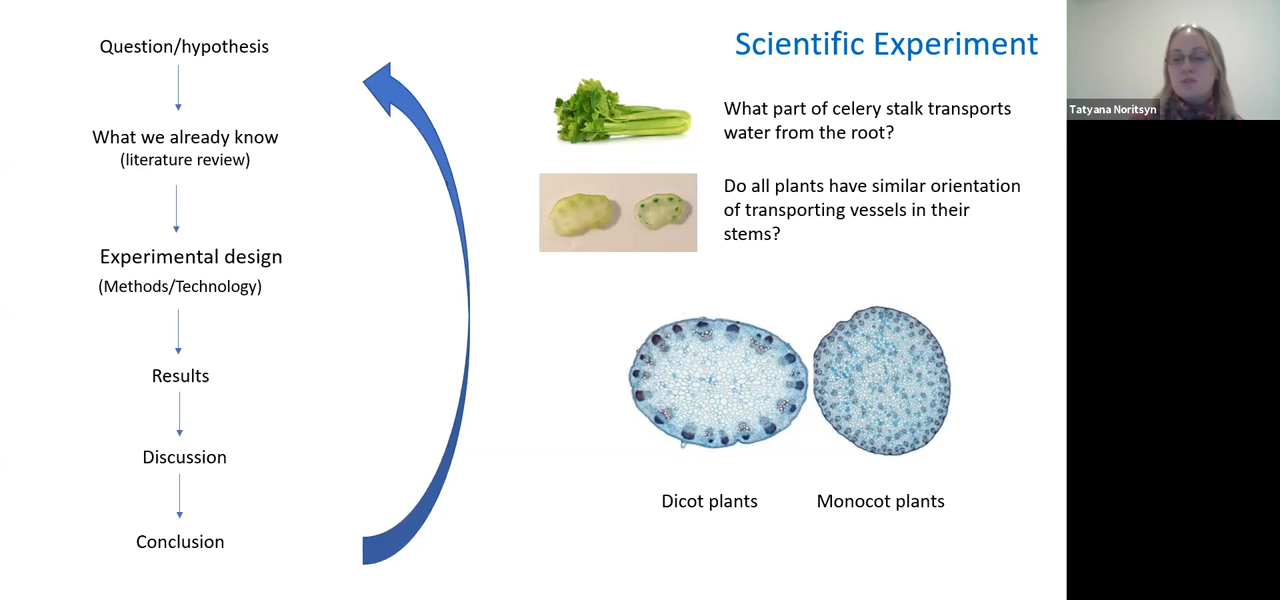 Question/hypothesis
What we already know
(literature review)
Experimental design
(Methods/Technology)
Results
Discussion
Conclusion
Scientific Experiment
What part of celery stalk transports
water from the root?
Do all plants have similar orientation
of transporting vessels in their
stems?
Dicot plants
Monocot plants
Tatyana Noritsyn